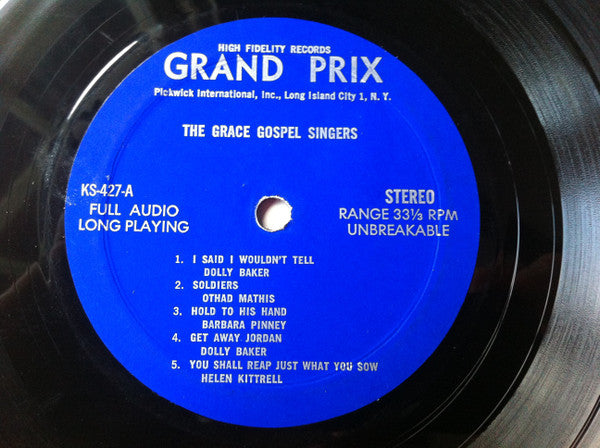 HIGH FIDELITY RECORDS
GRAND PRIX
Pickwick International, Inc., Long Island City 1, N. Y.
THE GRACE GOSPEL SINGERS
KS-427-A
FULL AUDIO
LONG PLAYING
STEREO
RANGE 33⅓ RPM
UNBREAKABLE
1. I SAID I WOULDN'T TELL
DOLLY BAKER
2. SOLDIERS
OTHAD MATHIS
3. HOLD TO HIS HAND
BARBARA PINNEY
4. GET AWAY JORDAN
DOLLY BAKER
5. YOU SHALL REAP JUST WHAT YOU SOW
HELEN KITTRELL